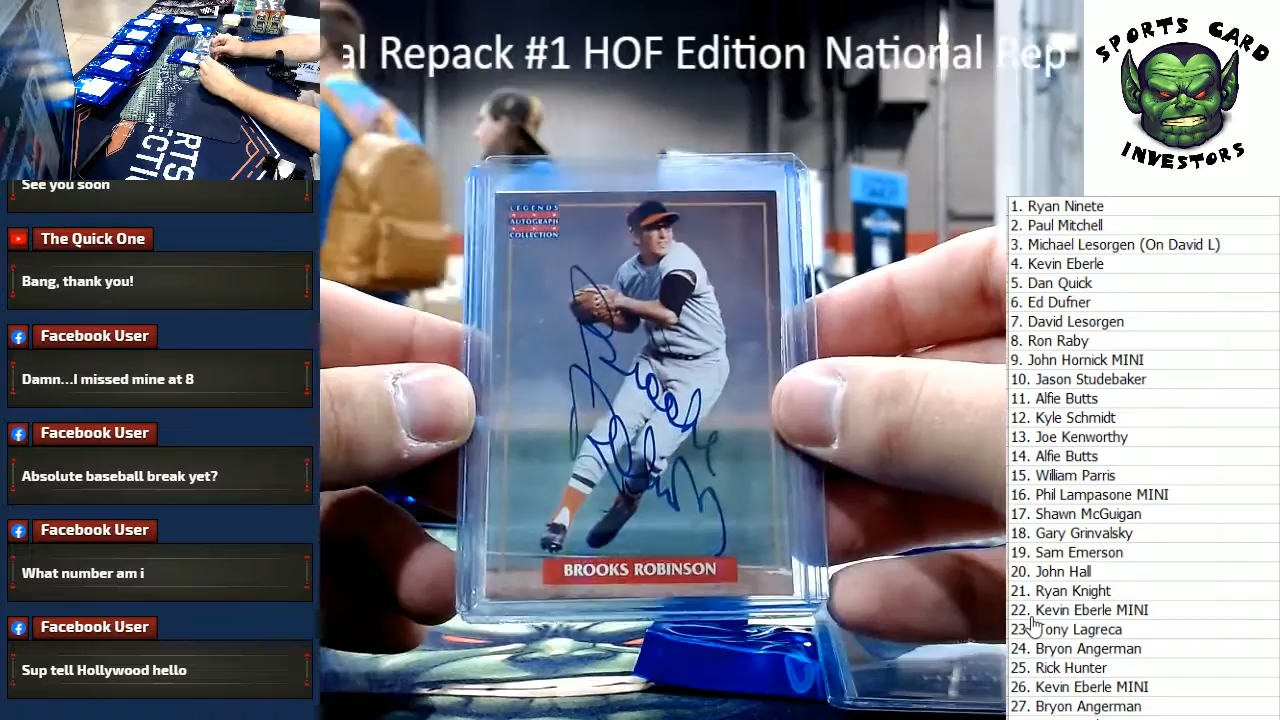 al Repack #1 HOF Edition National Rep
SPORTS CARD
INVESTORS
See you soon
The Quick One
Bang, thank you!
Facebook User
Damn...I missed mine at 8
Facebook User
Absolute baseball break yet?
Facebook User
What number am i
Facebook User
Sup tell Hollywood hello
LEGENDS
AUTOGRAPH
COLLECTION
Brooks
Robinson
BROOKS ROBINSON
1. Ryan Ninete
2. Paul Mitchell
3. Michael Lesorgen (On David L)
4. Kevin Eberle
5. Dan Quick
6. Ed Dufner
7. David Lesorgen
8. Ron Raby
9. John Hornick MINI
10. Jason Studebaker
11. Alfie Butts
12. Kyle Schmidt
13. Joe Kenworthy
14. Alfie Butts
15. William Parris
16. Phil Lampasone MINI
17. Shawn McGuigan
18. Gary Grinvalsky
19. Sam Emerson
20. John Hall
21. Ryan Knight
22. Kevin Eberle MINI
23. Tony Lagreca
24. Bryon Angerman
25. Rick Hunter
26. Kevin Eberle MINI
27. Bryon Angerman